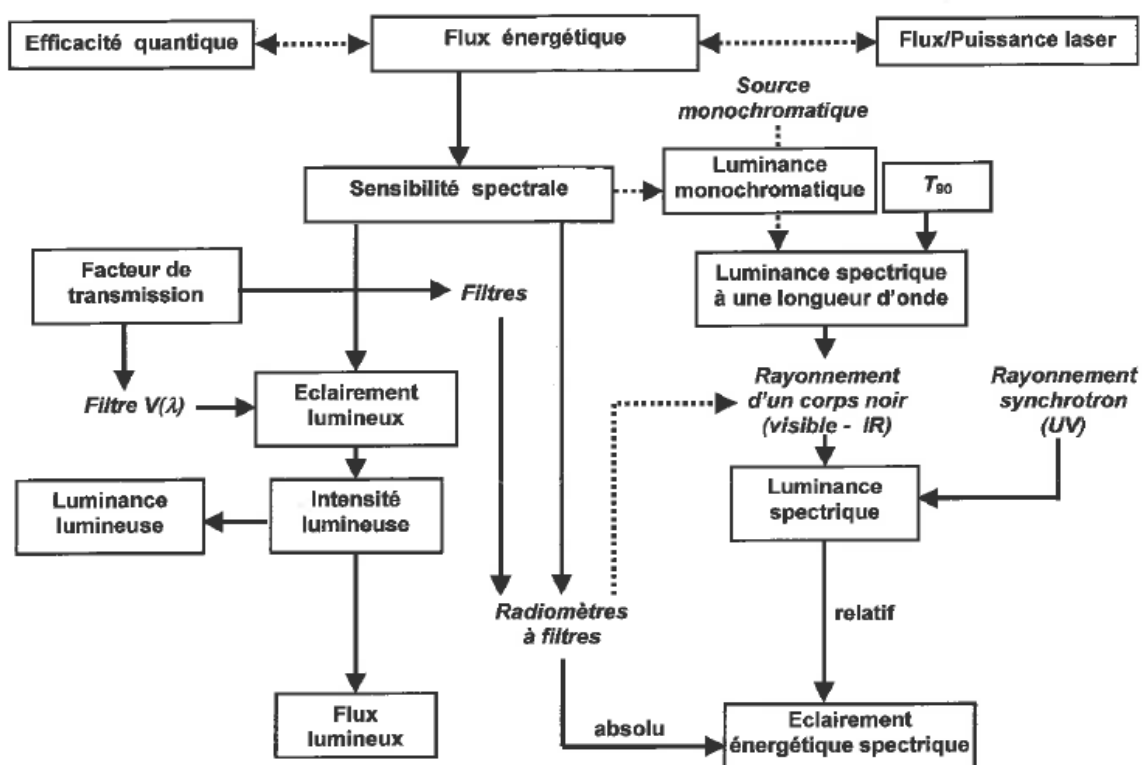 Efficacité quantique
Flux énergétique
Flux/Puissance laser
Source
monochromatique
Sensibilité spectrale
Luminance
monochromatique
T90
Facteur de
transmission
Filtres
Luminance spectrique
à une longueur d'onde
Filtre V(λ)
Eclairement
lumineux
Rayonnement
d'un corps noir
(visible - IR)
Rayonnement
synchrotron
(UV)
Luminance
lumineuse
Intensité
lumineuse
Luminance
spectrique
Radiomètres
à filtres
relatif
Flux
lumineux
absolu
Eclairement
énergétique spectrique